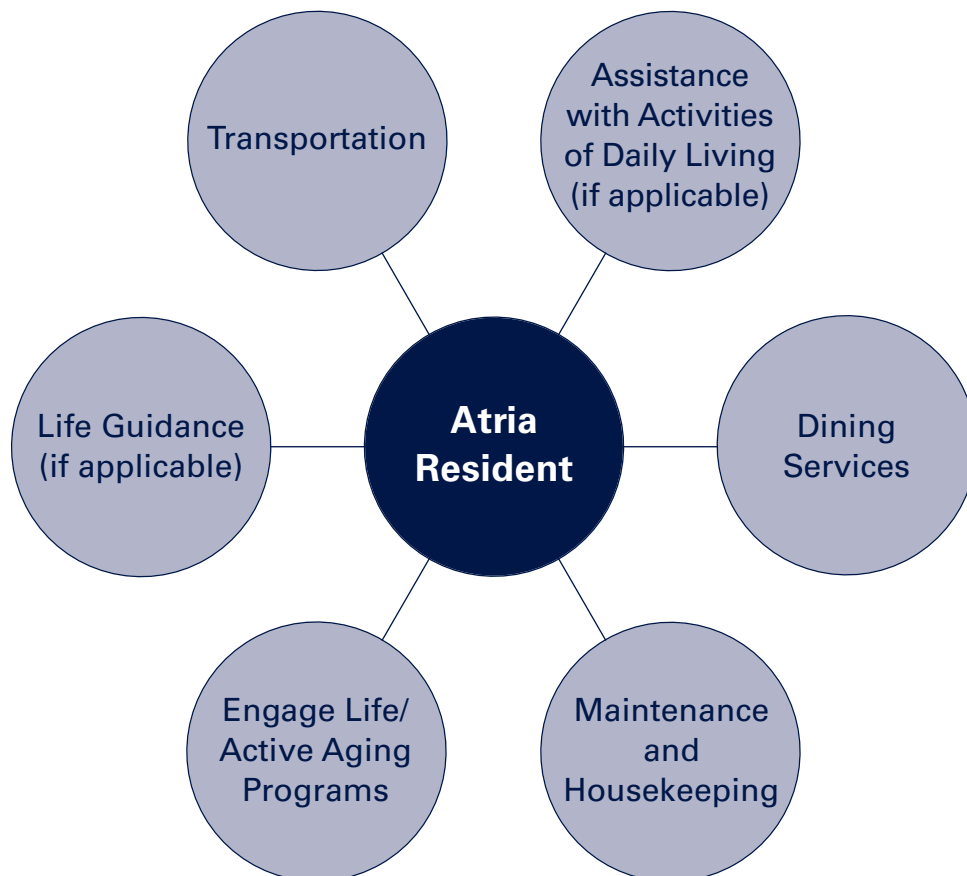 Transportation
Assistance
with Activities
of Daily Living
(if applicable)
Life Guidance
(if applicable)
Atria
Resident
Dining
Services
Engage Life/
Active Aging
Programs
Maintenance
and
Housekeeping